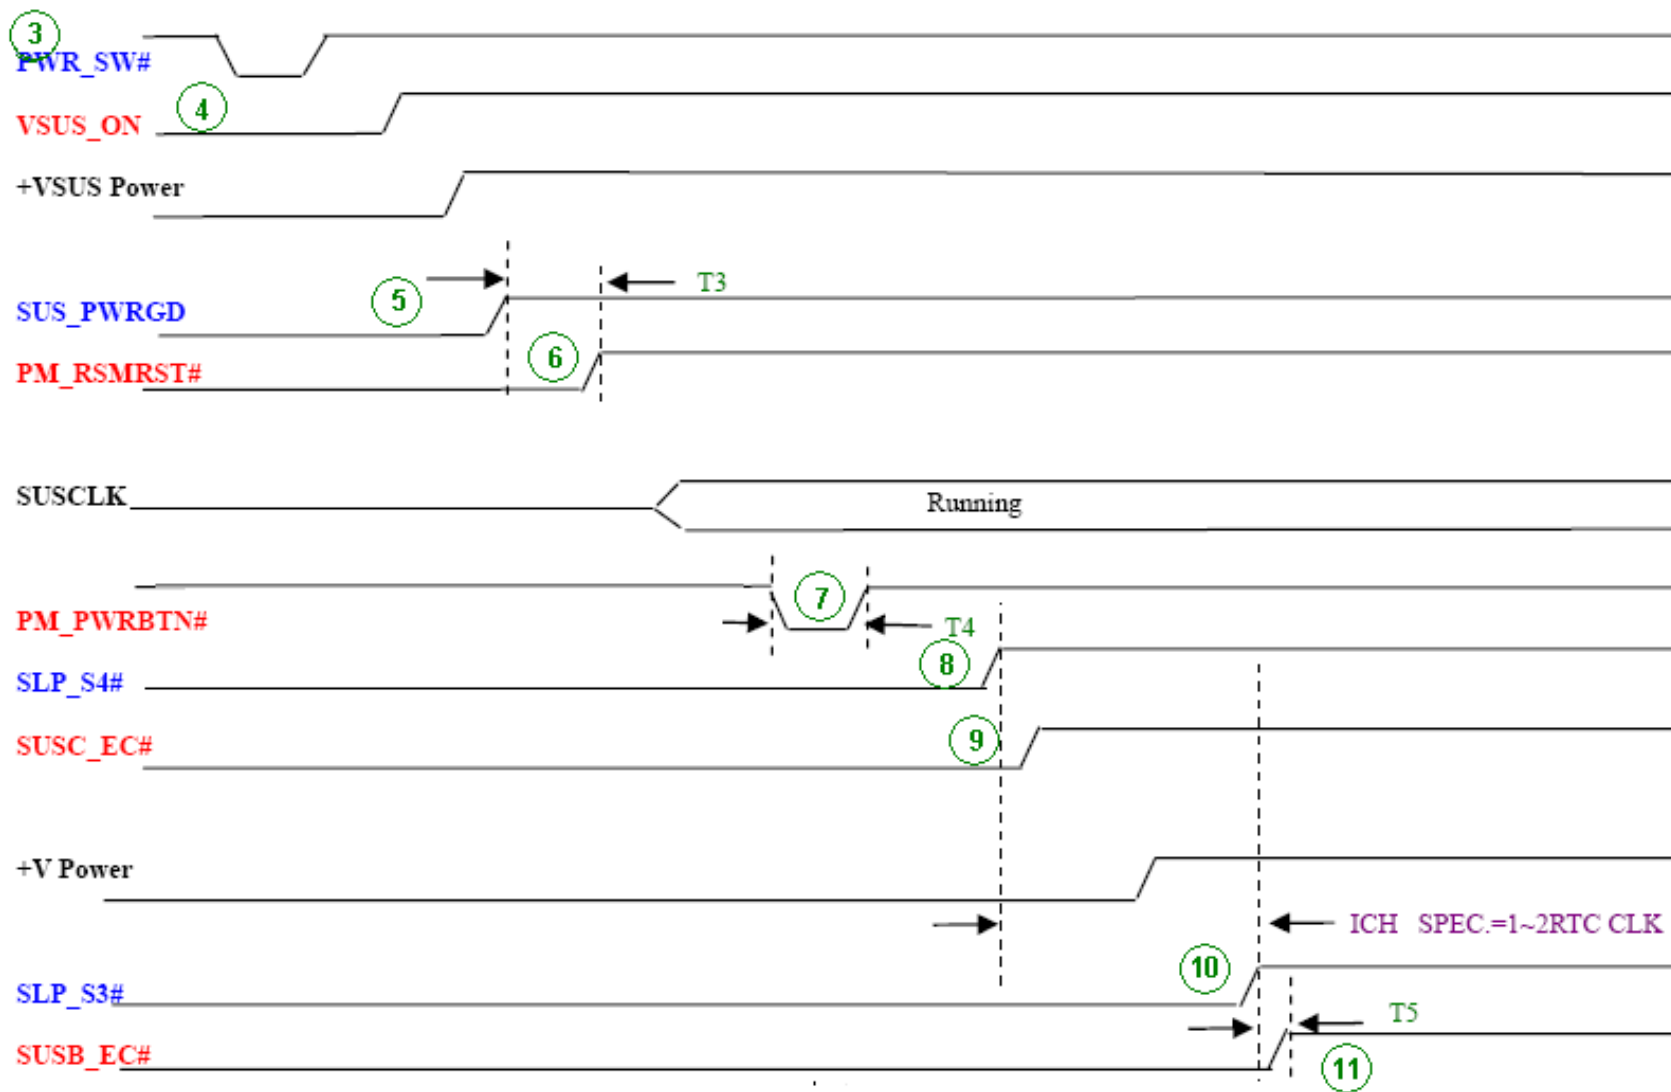 3
PWR_SW#
4
VSUS_ON
+VSUS Power
T3
5
SUS_PWRGD
6
PM_RSMRST#
SUSCLK
Running
7
PM_PWRBTN#
T4
8
SLP_S4#
9
SUSC_EC#
+V Power
ICH SPEC.=1~2RTC CLK
10
SLP_S3#
T5
SUSB_EC#
11